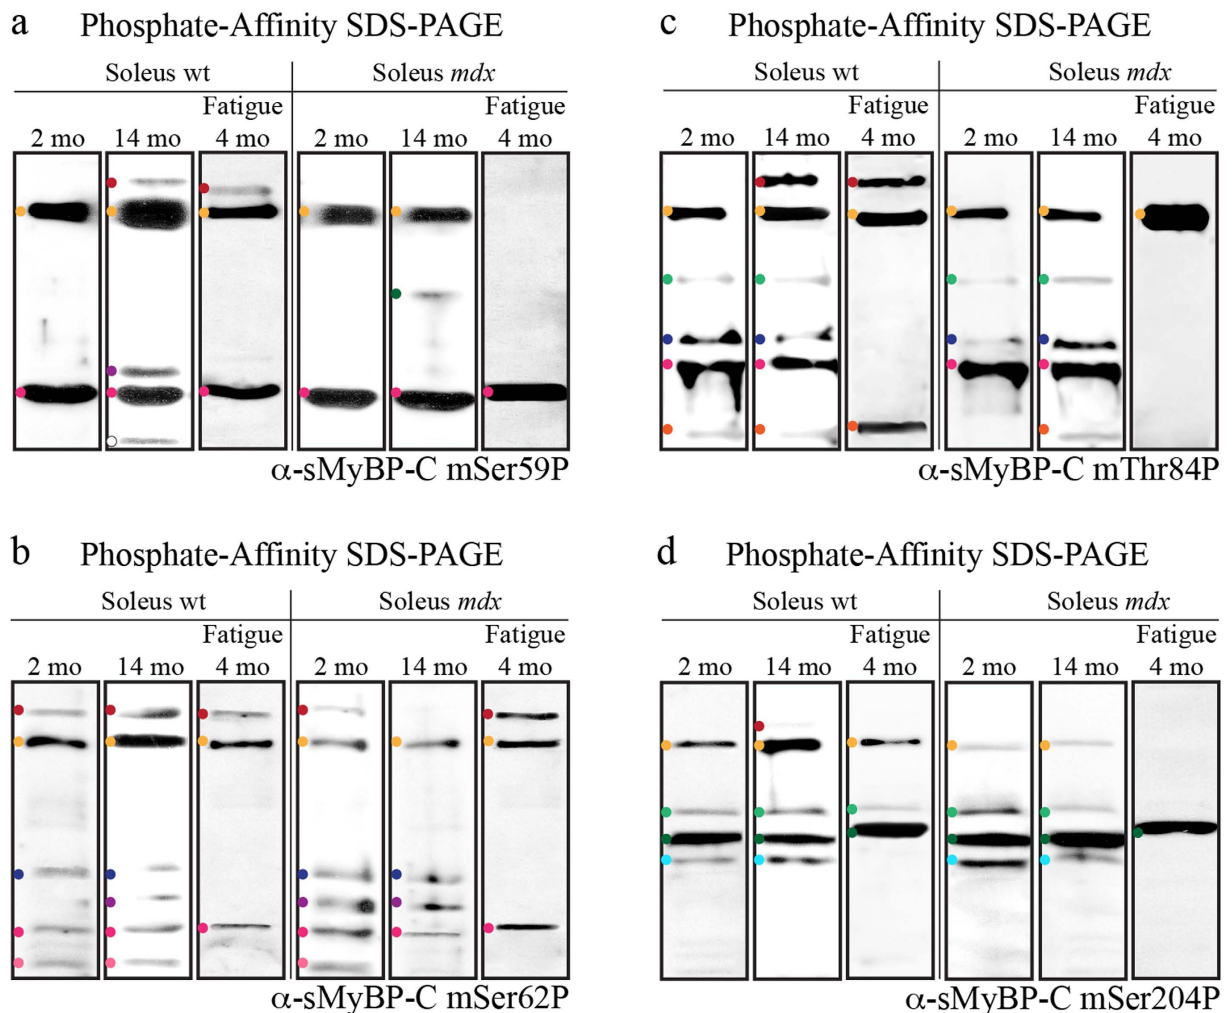 a Phosphate-Affinity SDS-PAGE
Soleus wt Soleus mdx
Fatigue Fatigue
2 mo 14 mo 4 mo 2 mo 14 mo 4 mo
α-sMyBP-C mSer59P
c Phosphate-Affinity SDS-PAGE
Soleus wt Soleus mdx
Fatigue Fatigue
2 mo 14 mo 4 mo 2 mo 14 mo 4 mo
α-sMyBP-C mThr84P
b Phosphate-Affinity SDS-PAGE
Soleus wt Soleus mdx
Fatigue Fatigue
2 mo 14 mo 4 mo 2 mo 14 mo 4 mo
α-sMyBP-C mSer62P
d Phosphate-Affinity SDS-PAGE
Soleus wt Soleus mdx
Fatigue Fatigue
2 mo 14 mo 4 mo 2 mo 14 mo 4 mo
α-sMyBP-C mSer204P